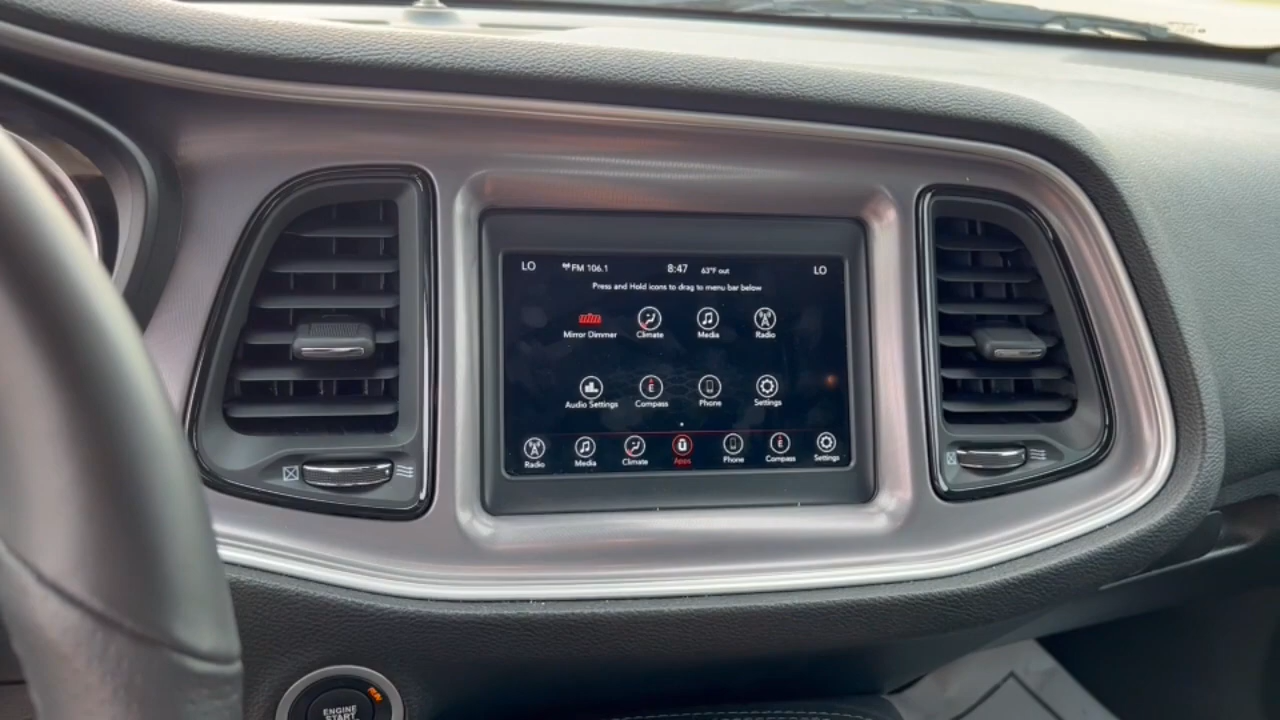 LO FM 106.1 8:47 63°F out LO
Press and Hold icons to drag to menu bar below
Mirror Dimmer Climate Media Radio
E
Audio Settings Compass Phone Settings
E
Radio Media Climate Apps Phone Compass Settings
RUN
ENGINE
START